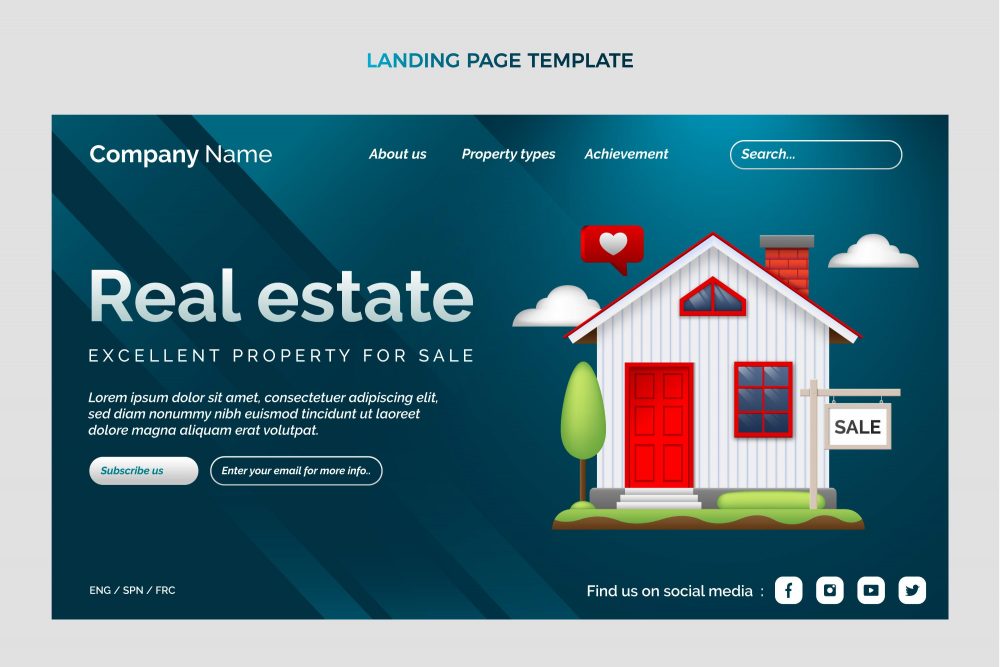 LANDING PAGE TEMPLATE
Company Name
About us
Property types
Achievement
Search...
Real estate
EXCELLENT PROPERTY FOR SALE
Lorem ipsum dolor sit amet, consectetuer adipiscing elit,
sed diam nonummy nibh euismod tincidunt ut laoreet
dolore magna aliquam erat volutpat.
Subscribe us
Enter your email for more info..
SALE
ENG / SPN / FRC
Find us on social media :